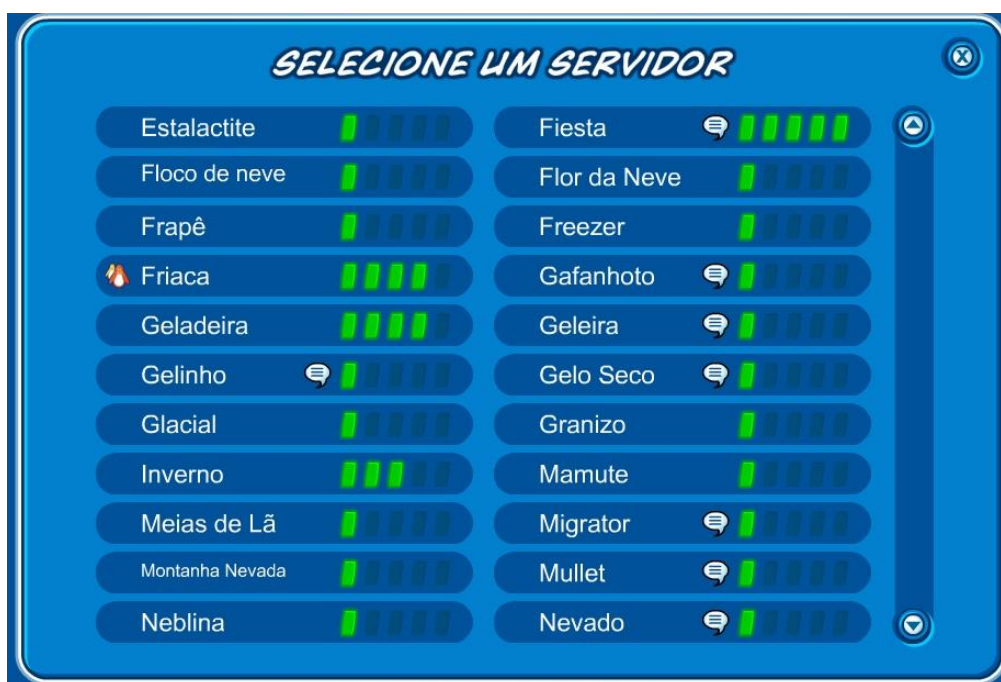 SELECIONE UM SERVIDOR
Estalactite
Fiesta
Floco de neve
Flor da Neve
Frapê
Freezer
Friaca
Gafanhoto
Geladeira
Geleira
Gelinho
Gelo Seco
Glacial
Granizo
Inverno
Mamute
Meias de Lã
Migrator
Montanha Nevada
Mullet
Neblina
Nevado